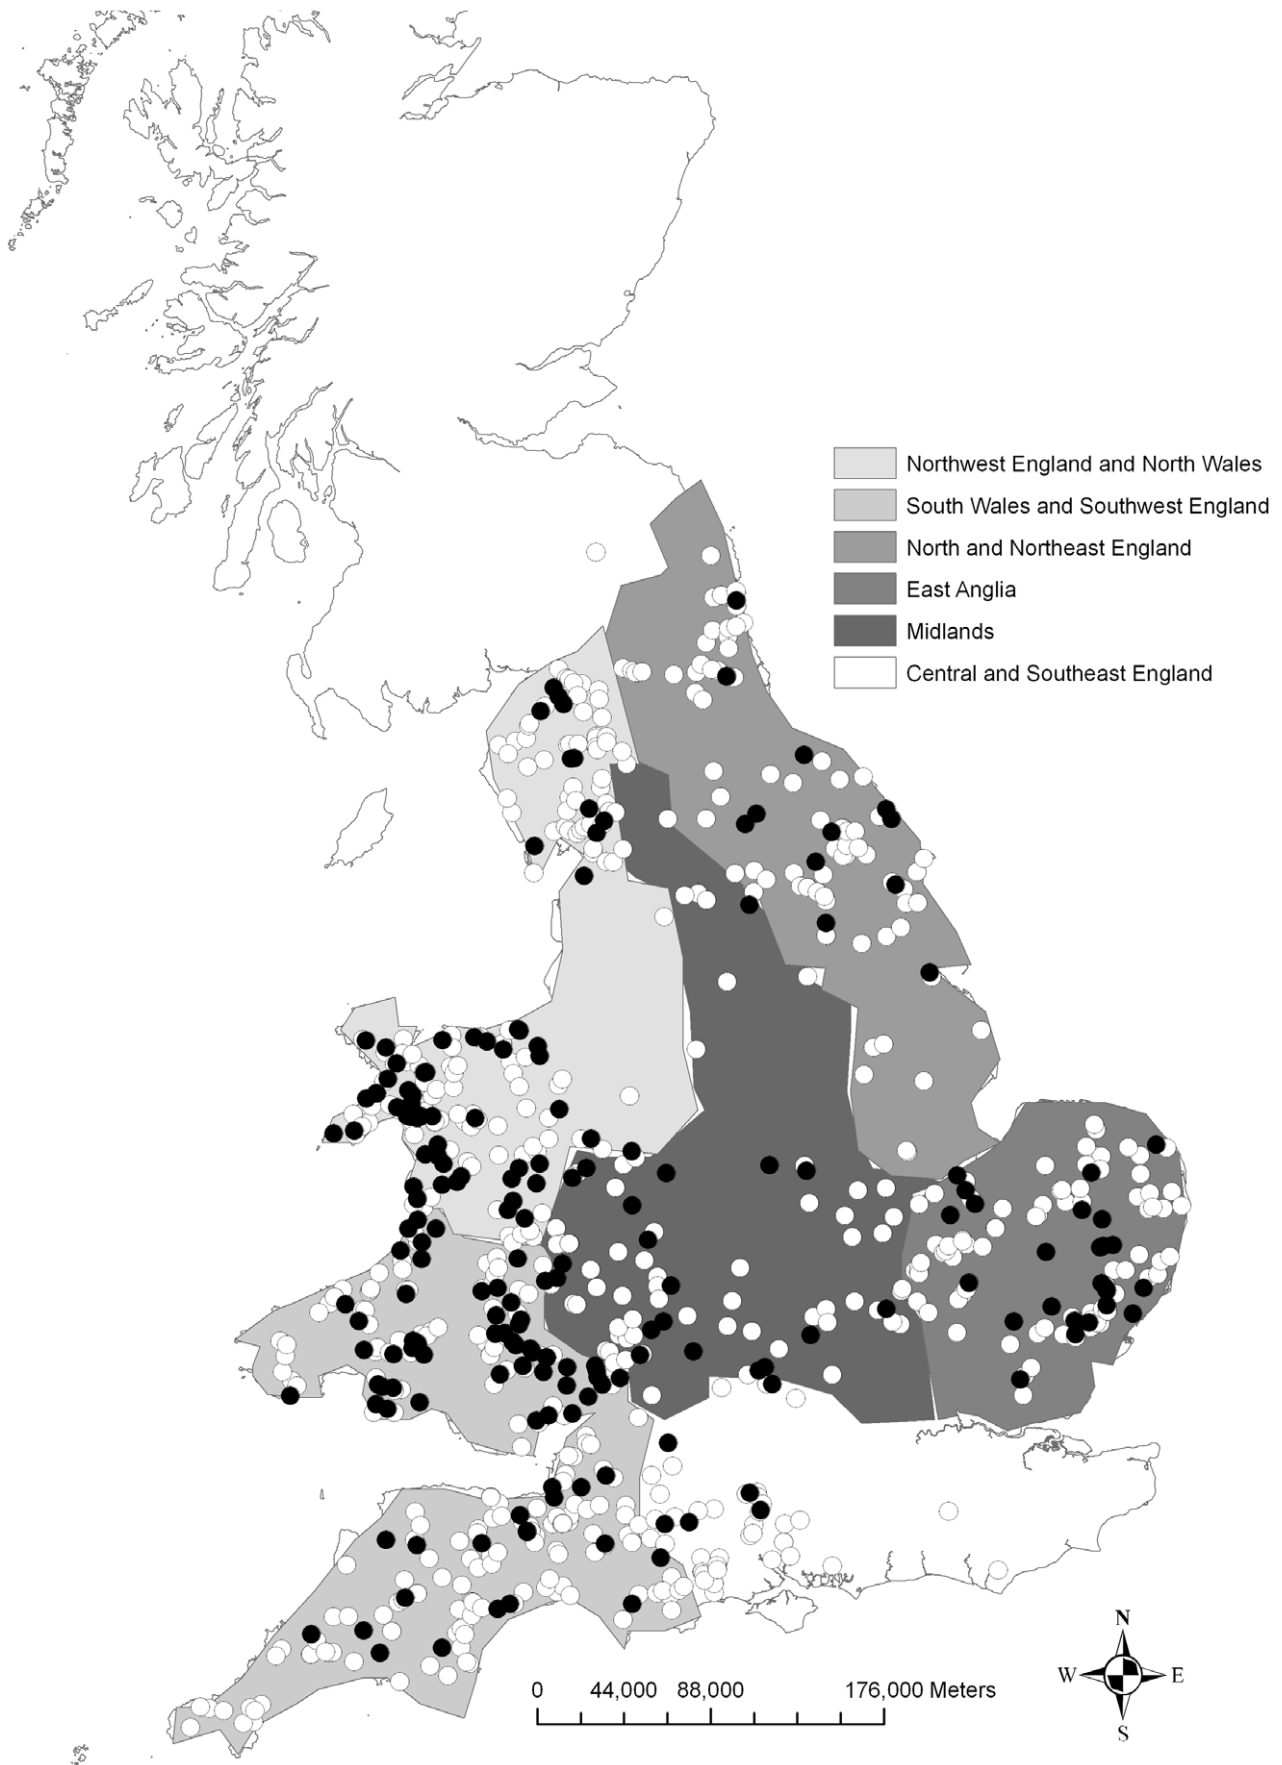 Northwest England and North Wales
South Wales and Southwest England
North and Northeast England
East Anglia
Midlands
Central and Southeast England
N
W E
S
0 44,000 88,000 176,000 Meters